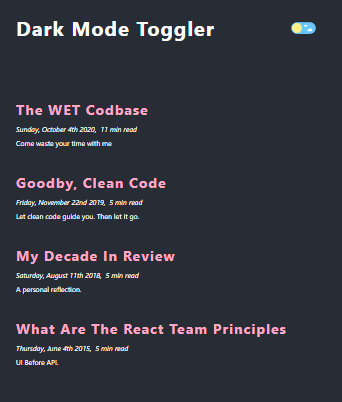 Dark Mode Toggler
The WET Codbase
Sunday, October 4th 2020, 11 min read
Come waste your time with me
Goodby, Clean Code
Friday, November 22nd 2019, 5 min read
Let clean code guide you. Then let it go.
My Decade In Review
Saturday, August 11th 2018, 5 min read
A personal reflection.
What Are The React Team Principles
Thursday, June 4th 2015, 5 min read
UI Before API.